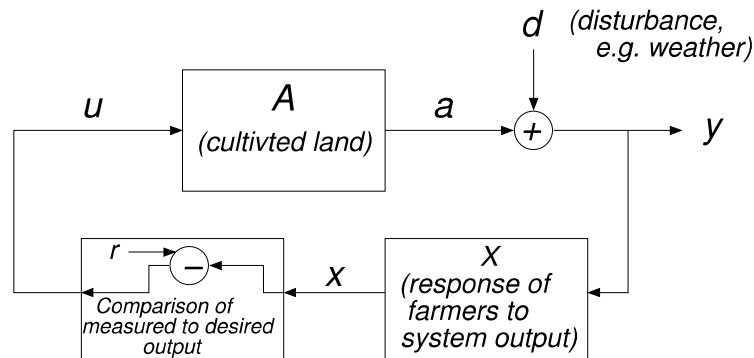 d (disturbance,
e.g. weather)
u
A
(cultivted land)
a
+
y
r
−
Comparison of
measured to desired
output
x
X
(response of
farmers to
system output)